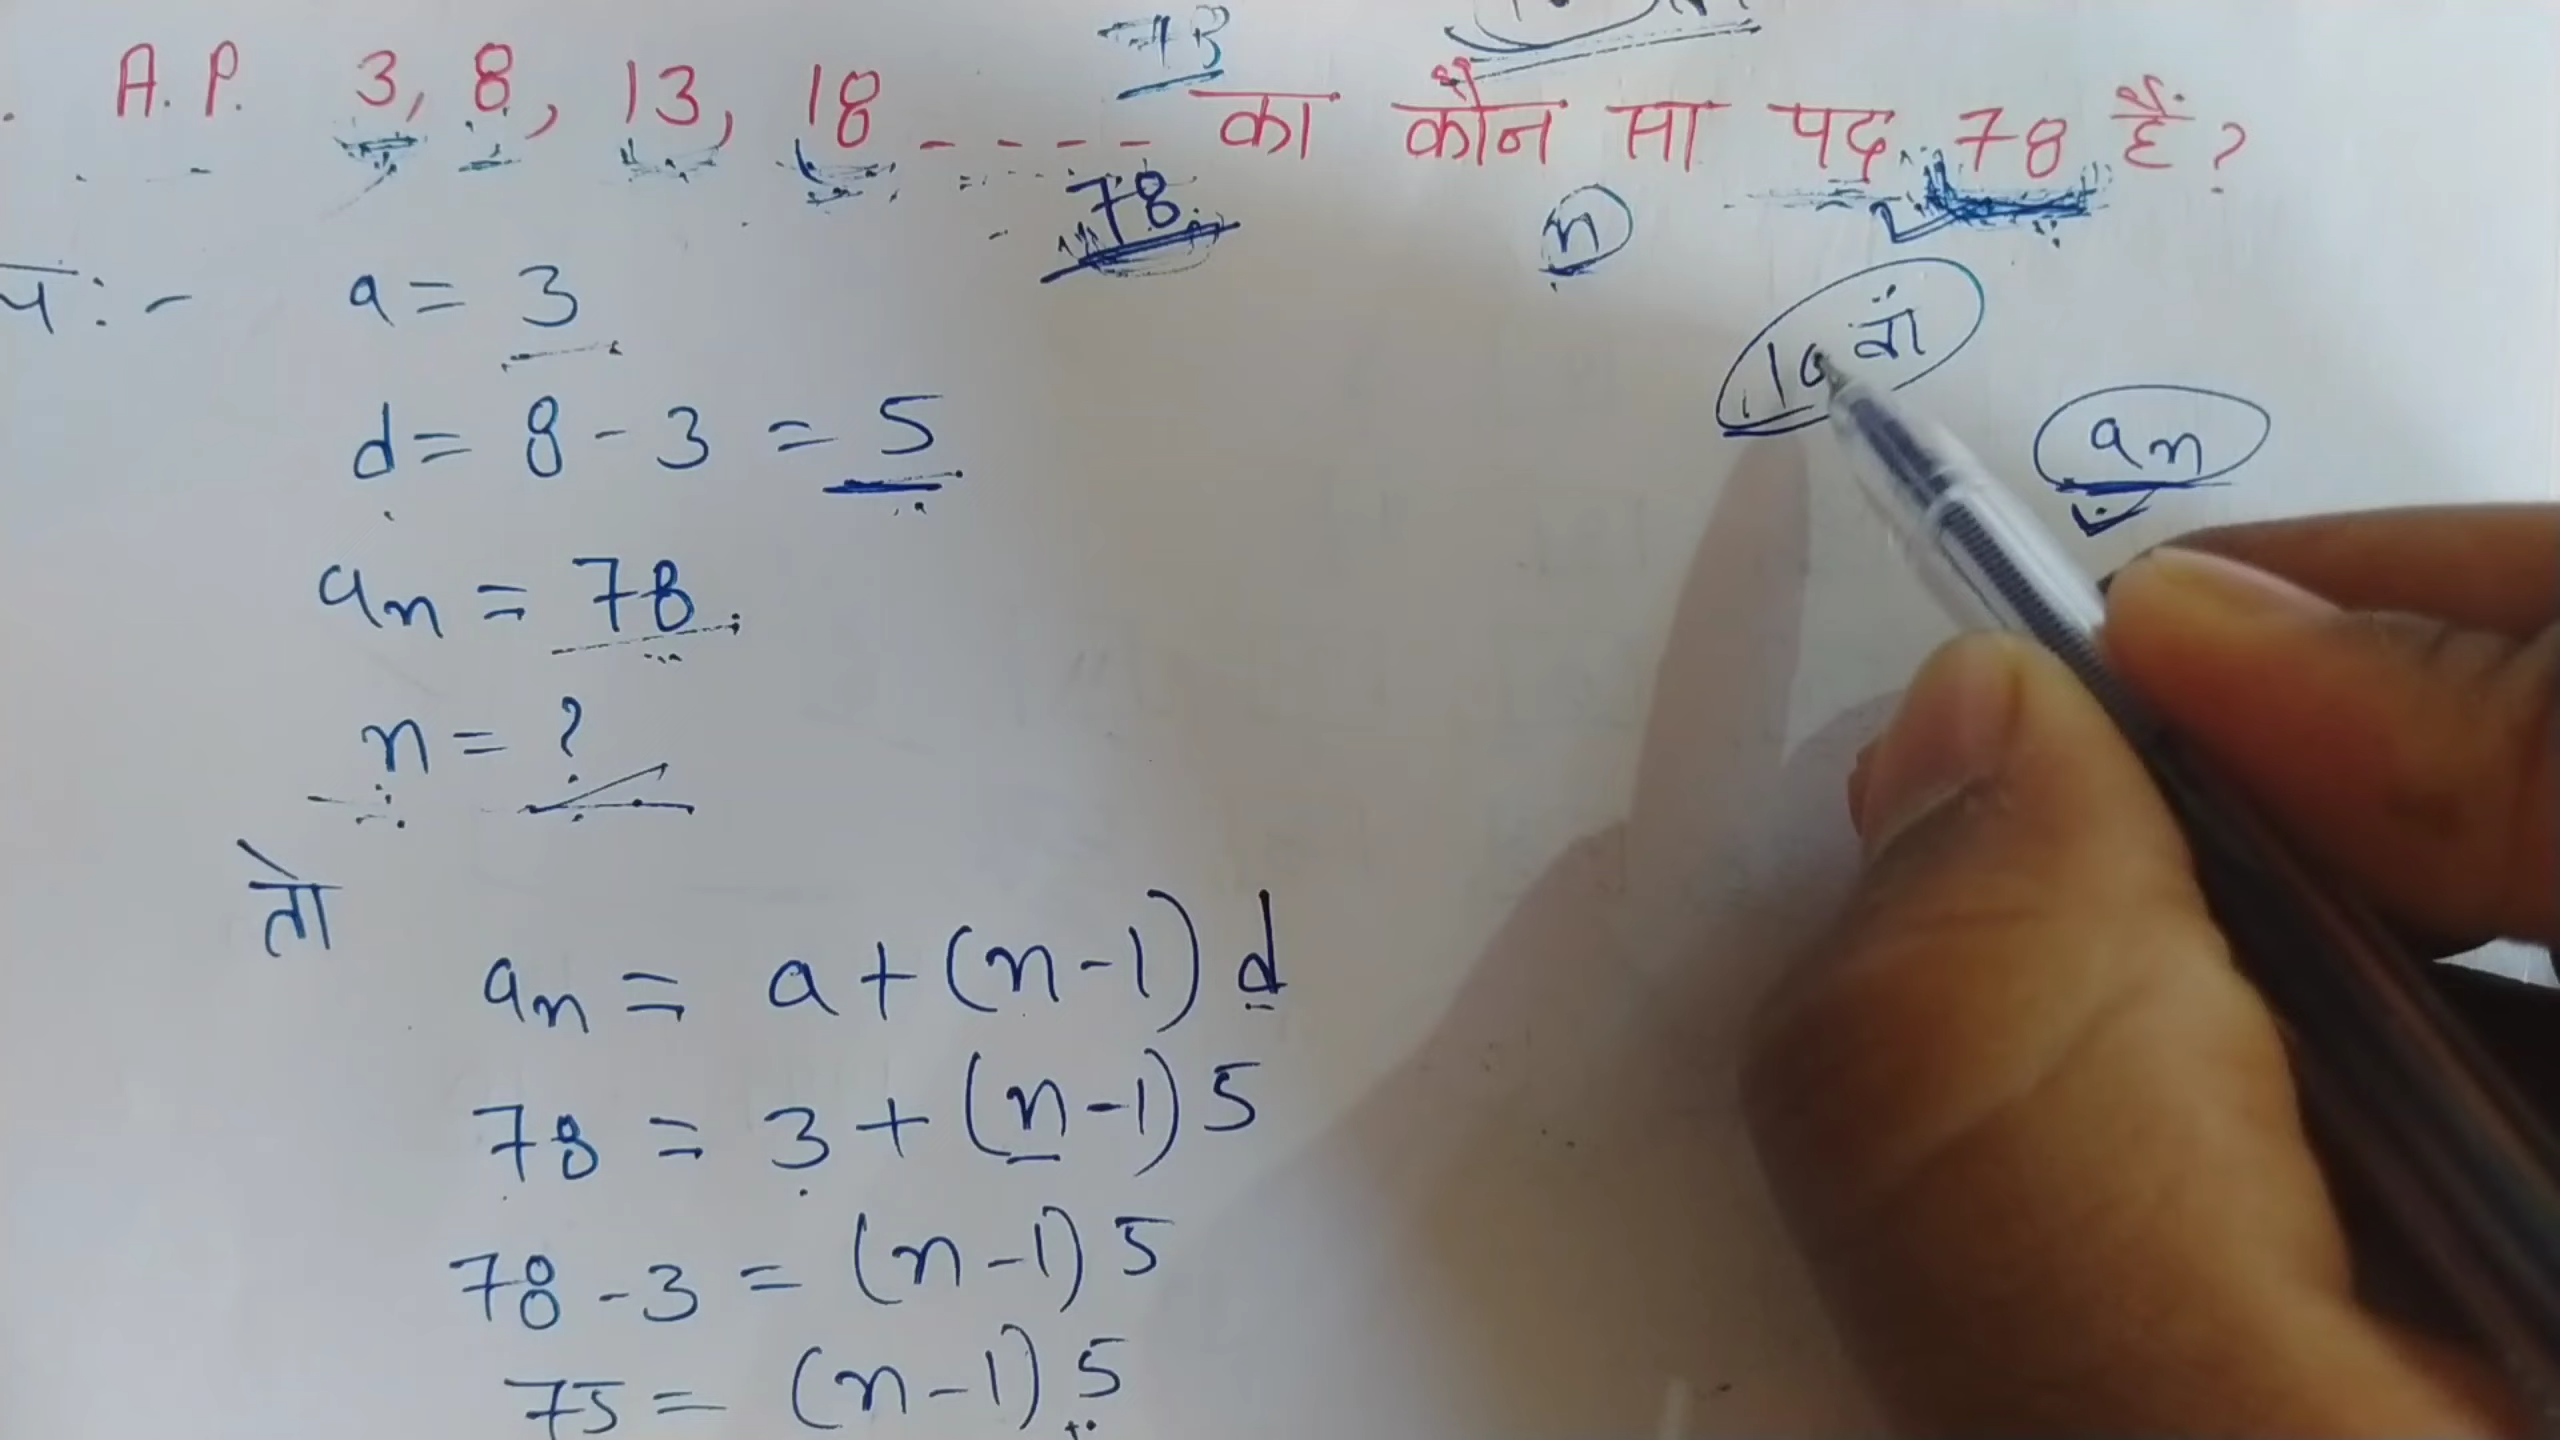 A.P. 3, 8, 13, 18 - - - - का कौन सा पद 78 है?
78
n
10 वां
a = 3
d = 8 - 3 = 5
an
an = 78
n = ?
तो
an = a + (n-1) d
78 = 3 + (n-1) 5
78 - 3 = (n-1) 5
75 = (n-1) 5